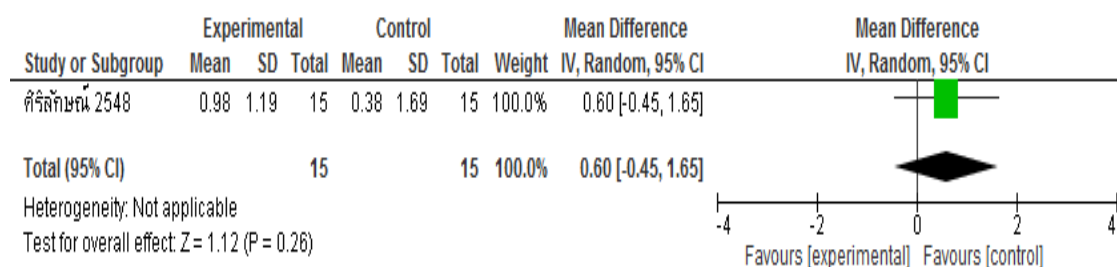 Experimental Control Mean Difference Mean Difference
Study or Subgroup Mean SD Total Mean SD Total Weight IV, Random, 95% CI IV, Random, 95% CI
ศิริลักษณ์ 2548 0.98 1.19 15 0.38 1.69 15 100.0% 0.60 [-0.45, 1.65]
Total (95% CI) 15 15 100.0% 0.60 [-0.45, 1.65]
Heterogeneity: Not applicable
Test for overall effect: Z = 1.12 (P = 0.26)
-4 -2 0 2 4
Favours [experimental] Favours [control]